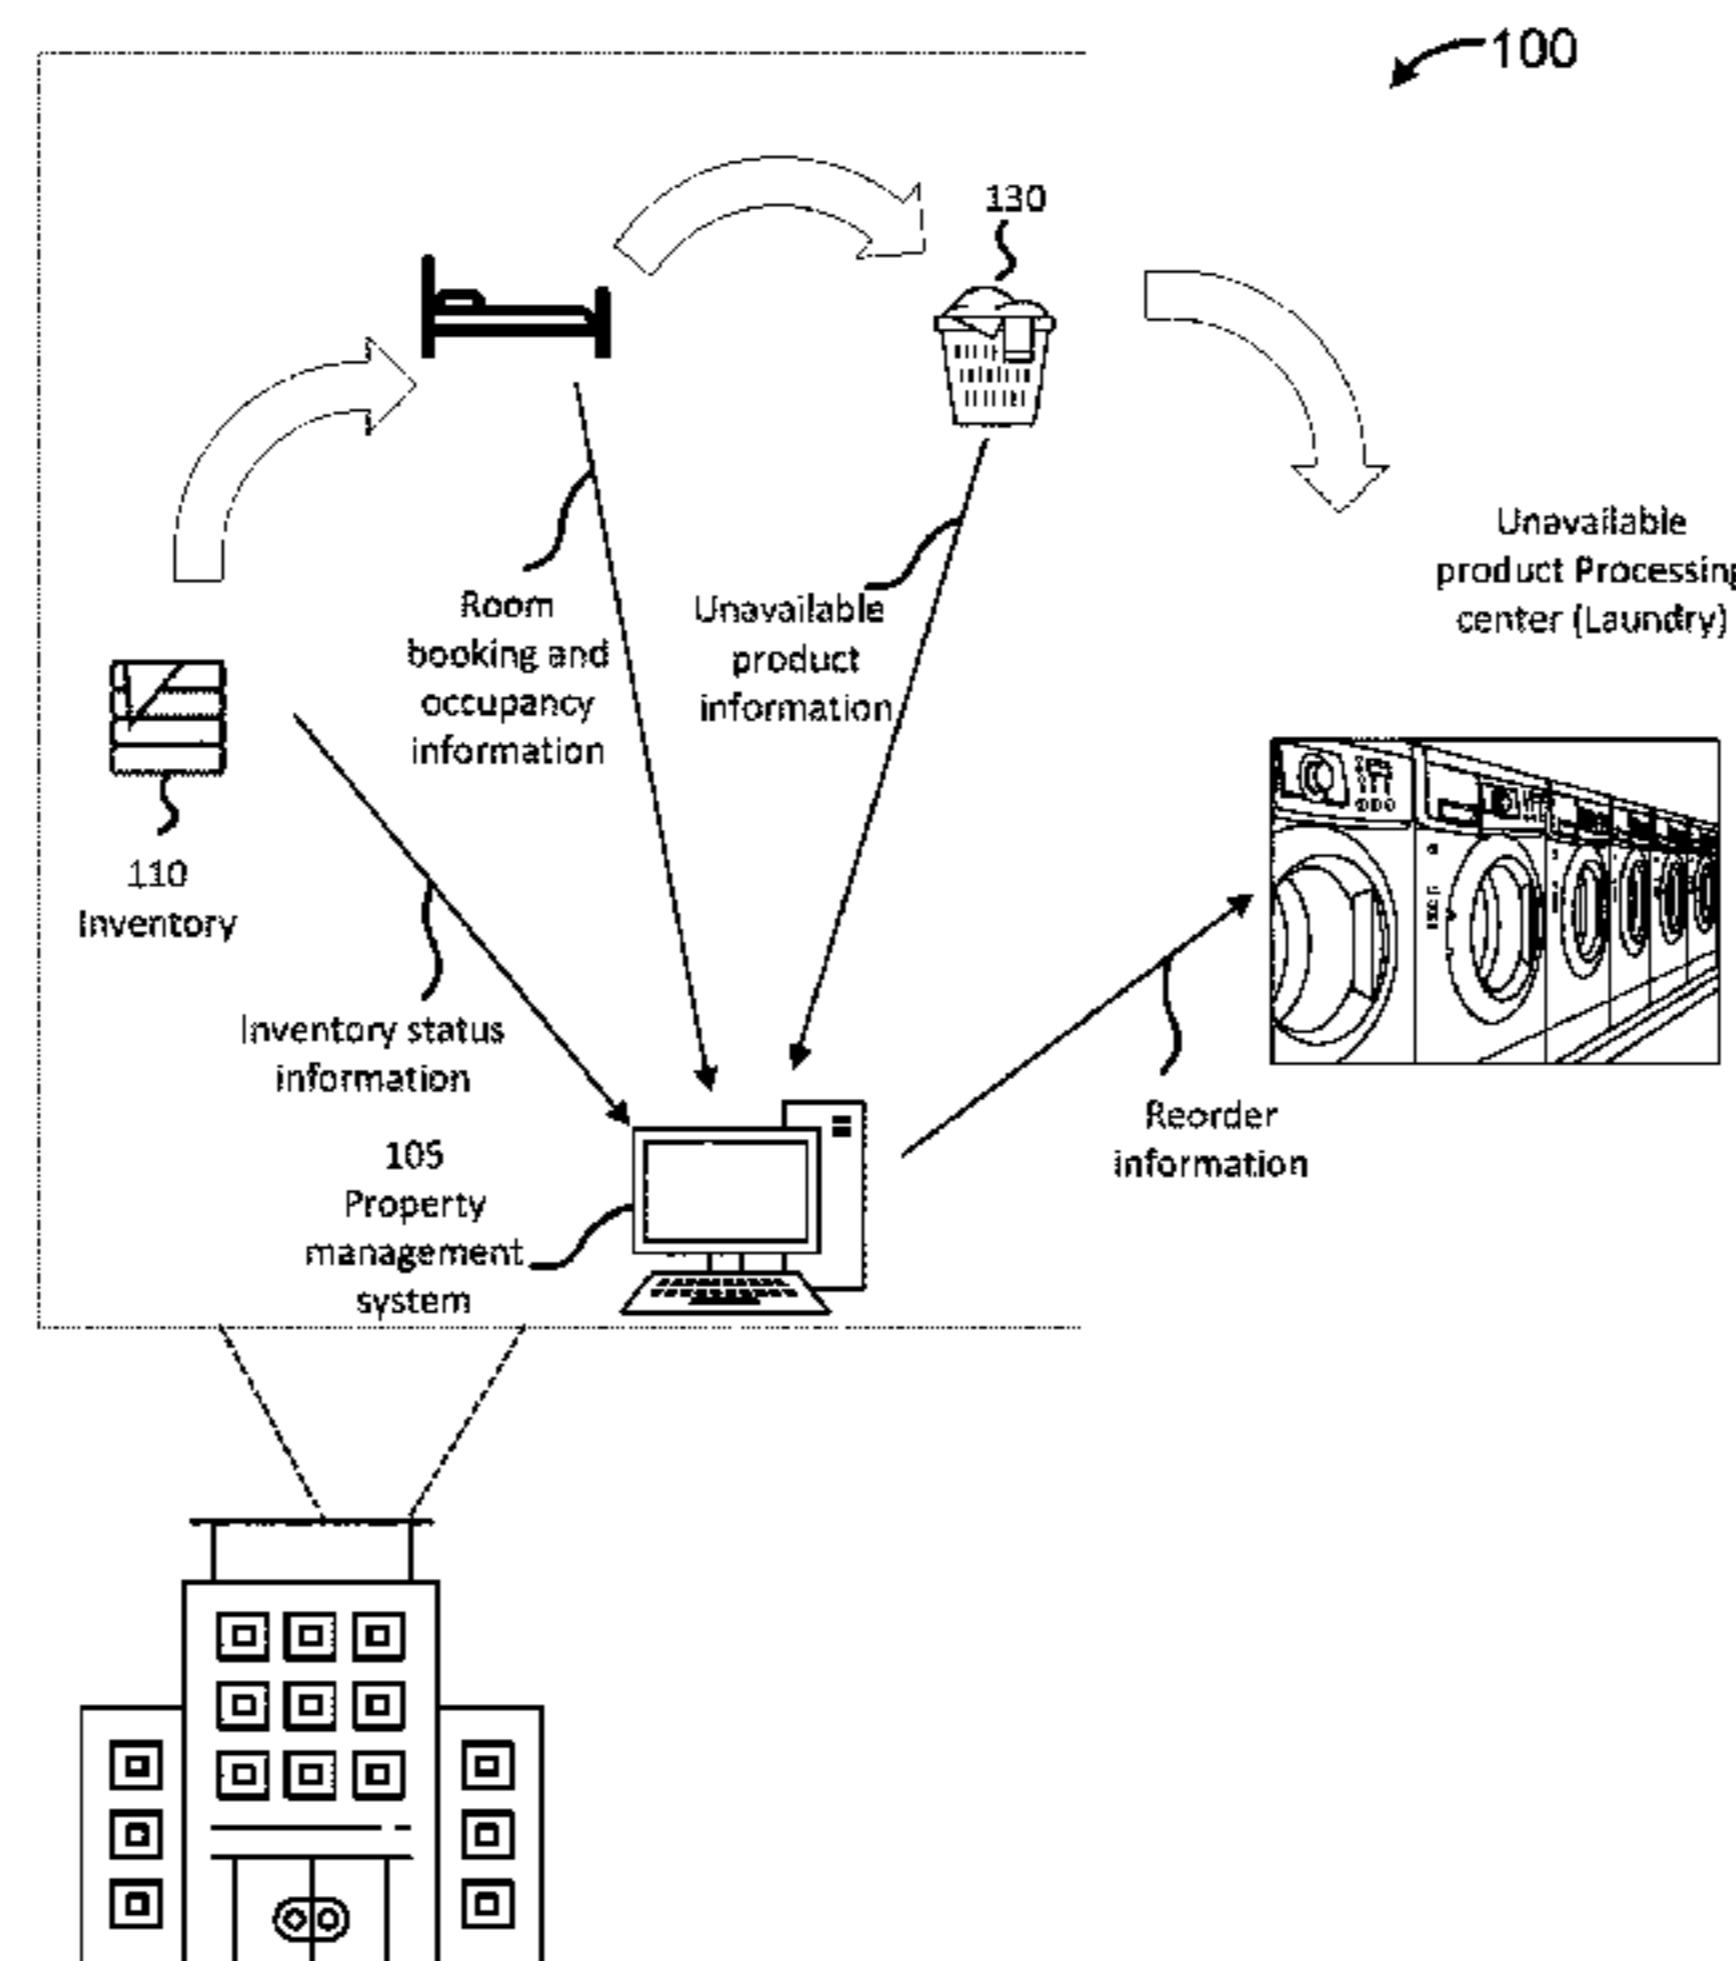 100
130
Unavailable
product Processing
center (Laundry)
Room
booking and
occupancy
information
Unavailable
product
information
110
Inventory
Inventory status
information
105
Property
management
system
Reorder
information